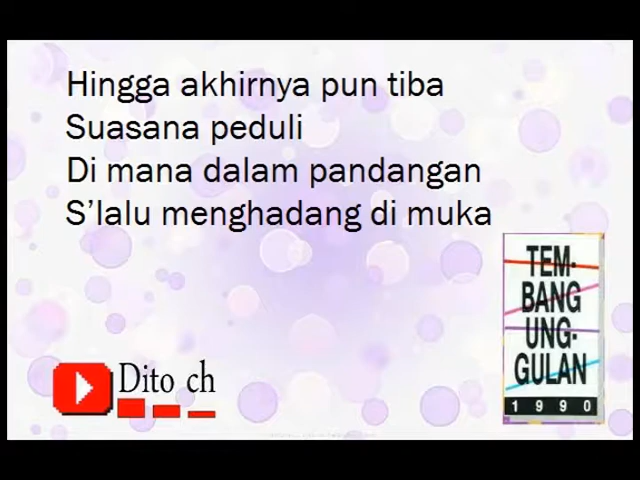 Hingga akhirnya pun tiba
Suasana peduli
Di mana dalam pandangan
S'lalu menghadang di muka
TEM-
BANG
UNG-
GULAN
1990
Dito ch